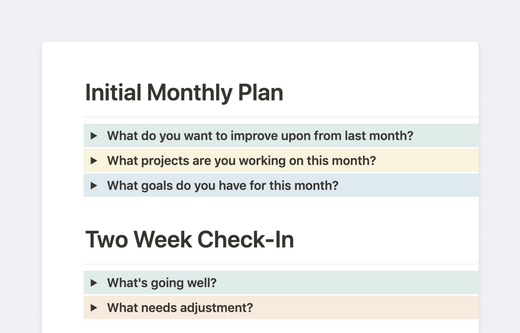 Initial Monthly Plan
What do you want to improve upon from last month?
What projects are you working on this month?
What goals do you have for this month?
Two Week Check-In
What's going well?
What needs adjustment?